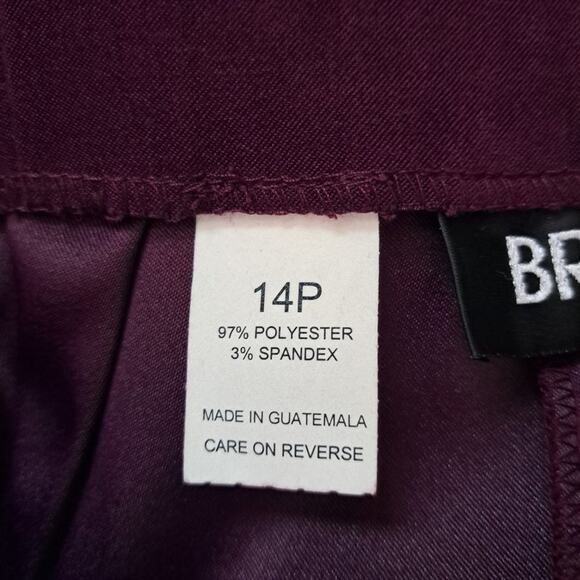 14P
97% POLYESTER
3% SPANDEX
MADE IN GUATEMALA
CARE ON REVERSE
BR